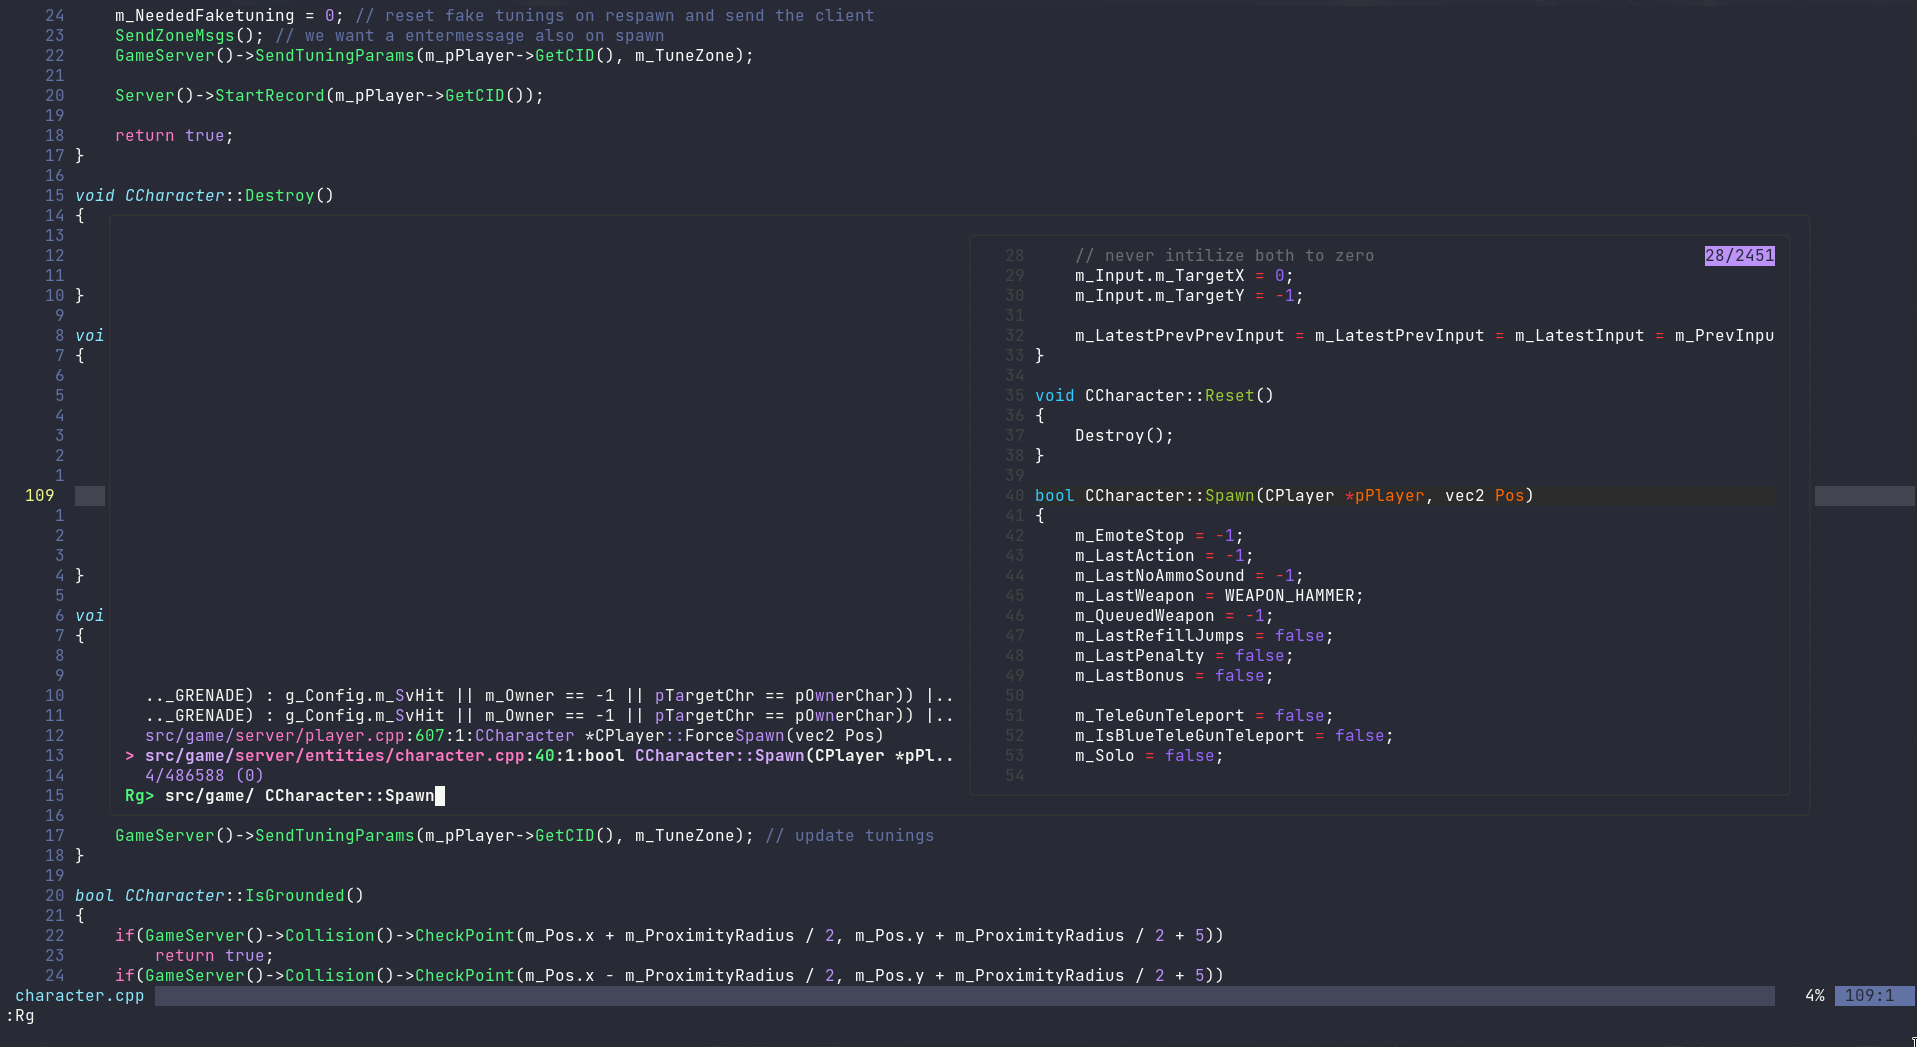 24 m_NeededFaketuning = 0; // reset fake tunings on respawn and send the client
23 SendZoneMsgs(); // we want a entermessage also on spawn
22 GameServer()->SendTuningParams(m_pPlayer->GetCID(), m_TuneZone);
21
20 Server()->StartRecord(m_pPlayer->GetCID());
19
18 return true;
17 }
16
15 void CCharacter::Destroy()
14 {
13
12
11
10 }
9
8 voi
7 {
6
5
4
3
2
1
109
1
2
3
4 }
5
6 voi
7 {
8
9
10
11
12
13
14
15
16
28 // never intilize both to zero 28/2451
29 m_Input.m_TargetX = 0;
30 m_Input.m_TargetY = -1;
31
32 m_LatestPrevPrevInput = m_LatestPrevInput = m_LatestInput = m_PrevInpu
33 }
34
35 void CCharacter::Reset()
36 {
37 Destroy();
38 }
39
40 bool CCharacter::Spawn(CPlayer *pPlayer, vec2 Pos)
41 {
42 m_EmoteStop = -1;
43 m_LastAction = -1;
44 m_LastNoAmmoSound = -1;
45 m_LastWeapon = WEAPON_HAMMER;
46 m_QueuedWeapon = -1;
47 m_LastRefillJumps = false;
48 m_LastPenalty = false;
49 m_LastBonus = false;
50
51 m_TeleGunTeleport = false;
52 m_IsBlueTeleGunTeleport = false;
53 m_Solo = false;
54
.._GRENADE) : g_Config.m_SvHit || m_Owner == -1 || pTargetChr == pOwnerChar)) |..
.._GRENADE) : g_Config.m_SvHit || m_Owner == -1 || pTargetChr == pOwnerChar)) |..
src/game/server/player.cpp:607:1:CCharacter *CPlayer::ForceSpawn(vec2 Pos)
> src/game/server/entities/character.cpp:40:1:bool CCharacter::Spawn(CPlayer *pPl..
4/486588 (0)
Rg> src/game/ CCharacter::Spawn
17 GameServer()->SendTuningParams(m_pPlayer->GetCID(), m_TuneZone); // update tunings
18 }
19
20 bool CCharacter::IsGrounded()
21 {
22 if(GameServer()->Collision()->CheckPoint(m_Pos.x + m_ProximityRadius / 2, m_Pos.y + m_ProximityRadius / 2 + 5))
23 return true;
24 if(GameServer()->Collision()->CheckPoint(m_Pos.x - m_ProximityRadius / 2, m_Pos.y + m_ProximityRadius / 2 + 5))
character.cpp 4% 109:1
:Rg